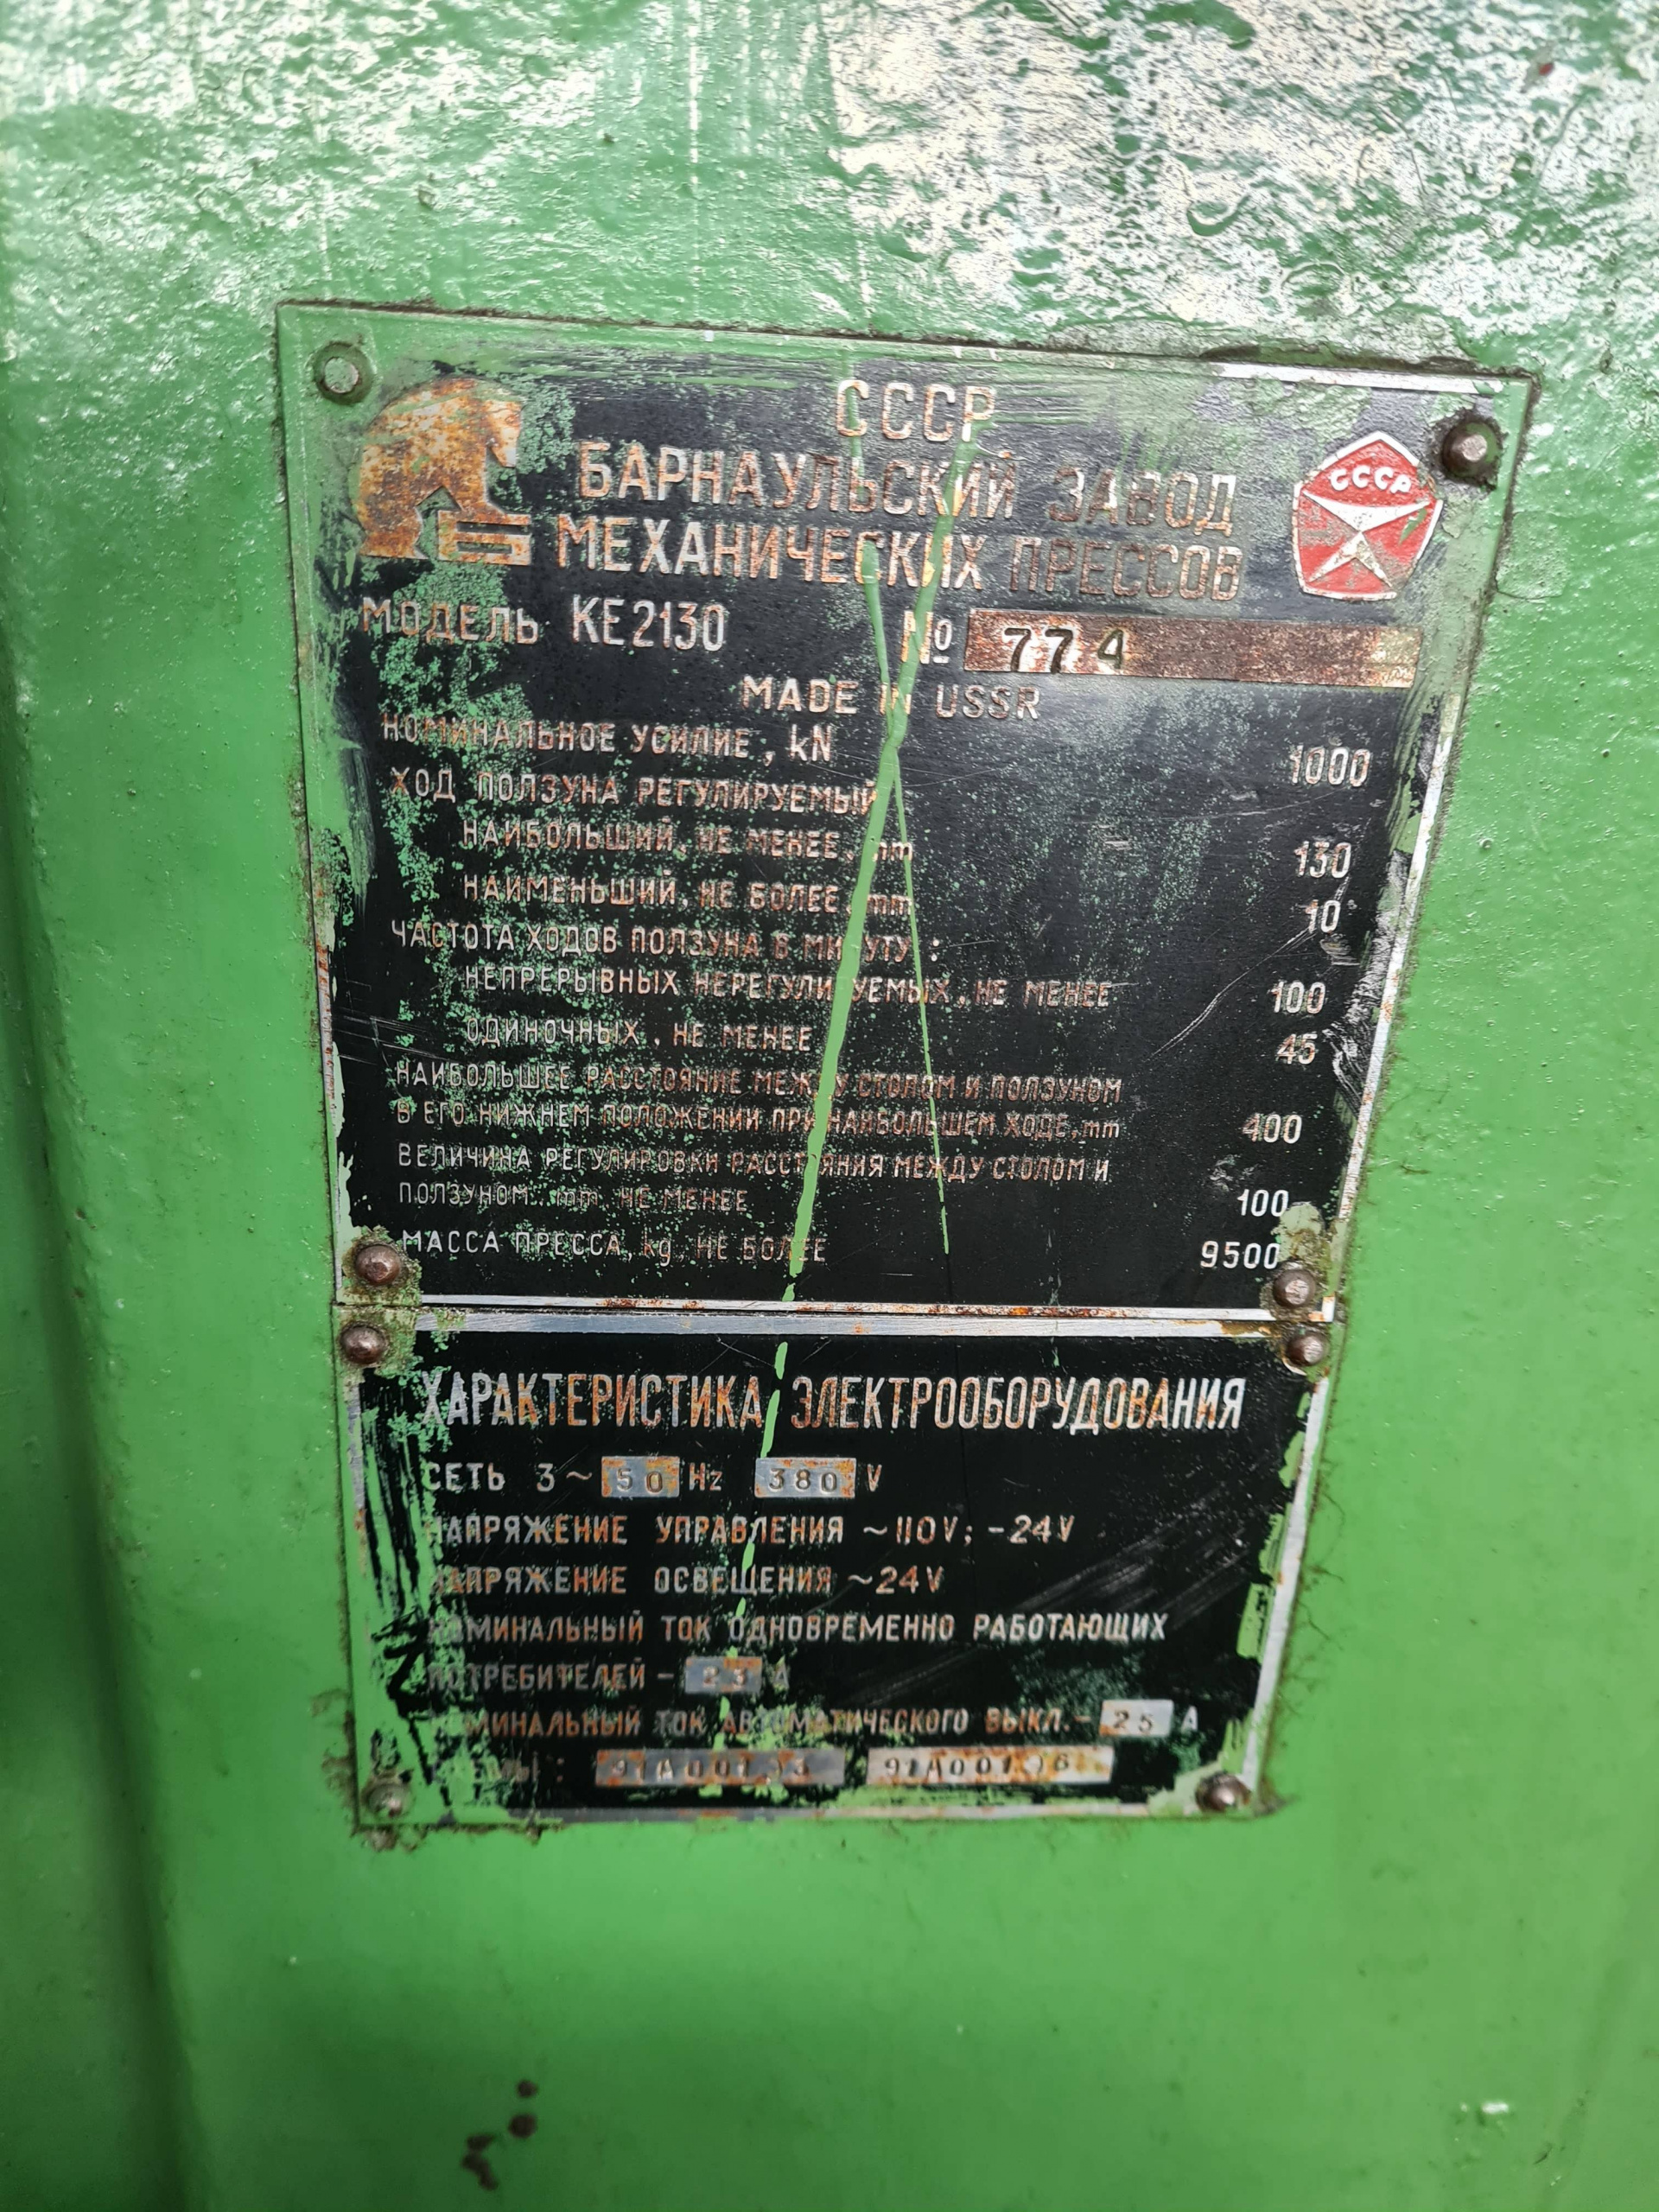 СССР
БАРНАУЛЬСКИЙ ЗАВОД
МЕХАНИЧЕСКИХ ПРЕССОВ
СССР
МОДЕЛЬ КЕ2130 № 774
MADE IN USSR
НОМИНАЛЬНОЕ УСИЛИЕ, kN 1000
ХОД ПОЛЗУНА РЕГУЛИРУЕМЫЙ
НАИБОЛЬШИЙ, НЕ МЕНЕЕ, mm 130
НАИМЕНЬШИЙ, НЕ БОЛЕЕ, mm 10
ЧАСТОТА ХОДОВ ПОЛЗУНА В МИНУТУ:
НЕПРЕРЫВНЫХ НЕРЕГУЛИРУЕМЫХ, НЕ МЕНЕЕ 100
ОДИНОЧНЫХ, НЕ МЕНЕЕ 45
НАИБОЛЬШЕЕ РАССТОЯНИЕ МЕЖДУ СТОЛОМ И ПОЛЗУНОМ
В ЕГО НИЖНЕМ ПОЛОЖЕНИИ ПРИ НАИБОЛЬШЕМ ХОДЕ, mm 400
ВЕЛИЧИНА РЕГУЛИРОВКИ РАССТОЯНИЯ МЕЖДУ СТОЛОМ И
ПОЛЗУНОМ, mm, НЕ МЕНЕЕ 100
МАССА ПРЕССА, kg, НЕ БОЛЕЕ 9500
ХАРАКТЕРИСТИКА ЭЛЕКТРООБОРУДОВАНИЯ
СЕТЬ 3~ 50 Hz 380 V
НАПРЯЖЕНИЕ УПРАВЛЕНИЯ ~110V; -24V
НАПРЯЖЕНИЕ ОСВЕЩЕНИЯ ~24V
НОМИНАЛЬНЫЙ ТОК ОДНОВРЕМЕННО РАБОТАЮЩИХ
ПОТРЕБИТЕЛЕЙ - 23 А
НОМИНАЛЬНЫЙ ТОК АВТОМАТИЧЕСКОГО ВЫКЛ.- 25 А